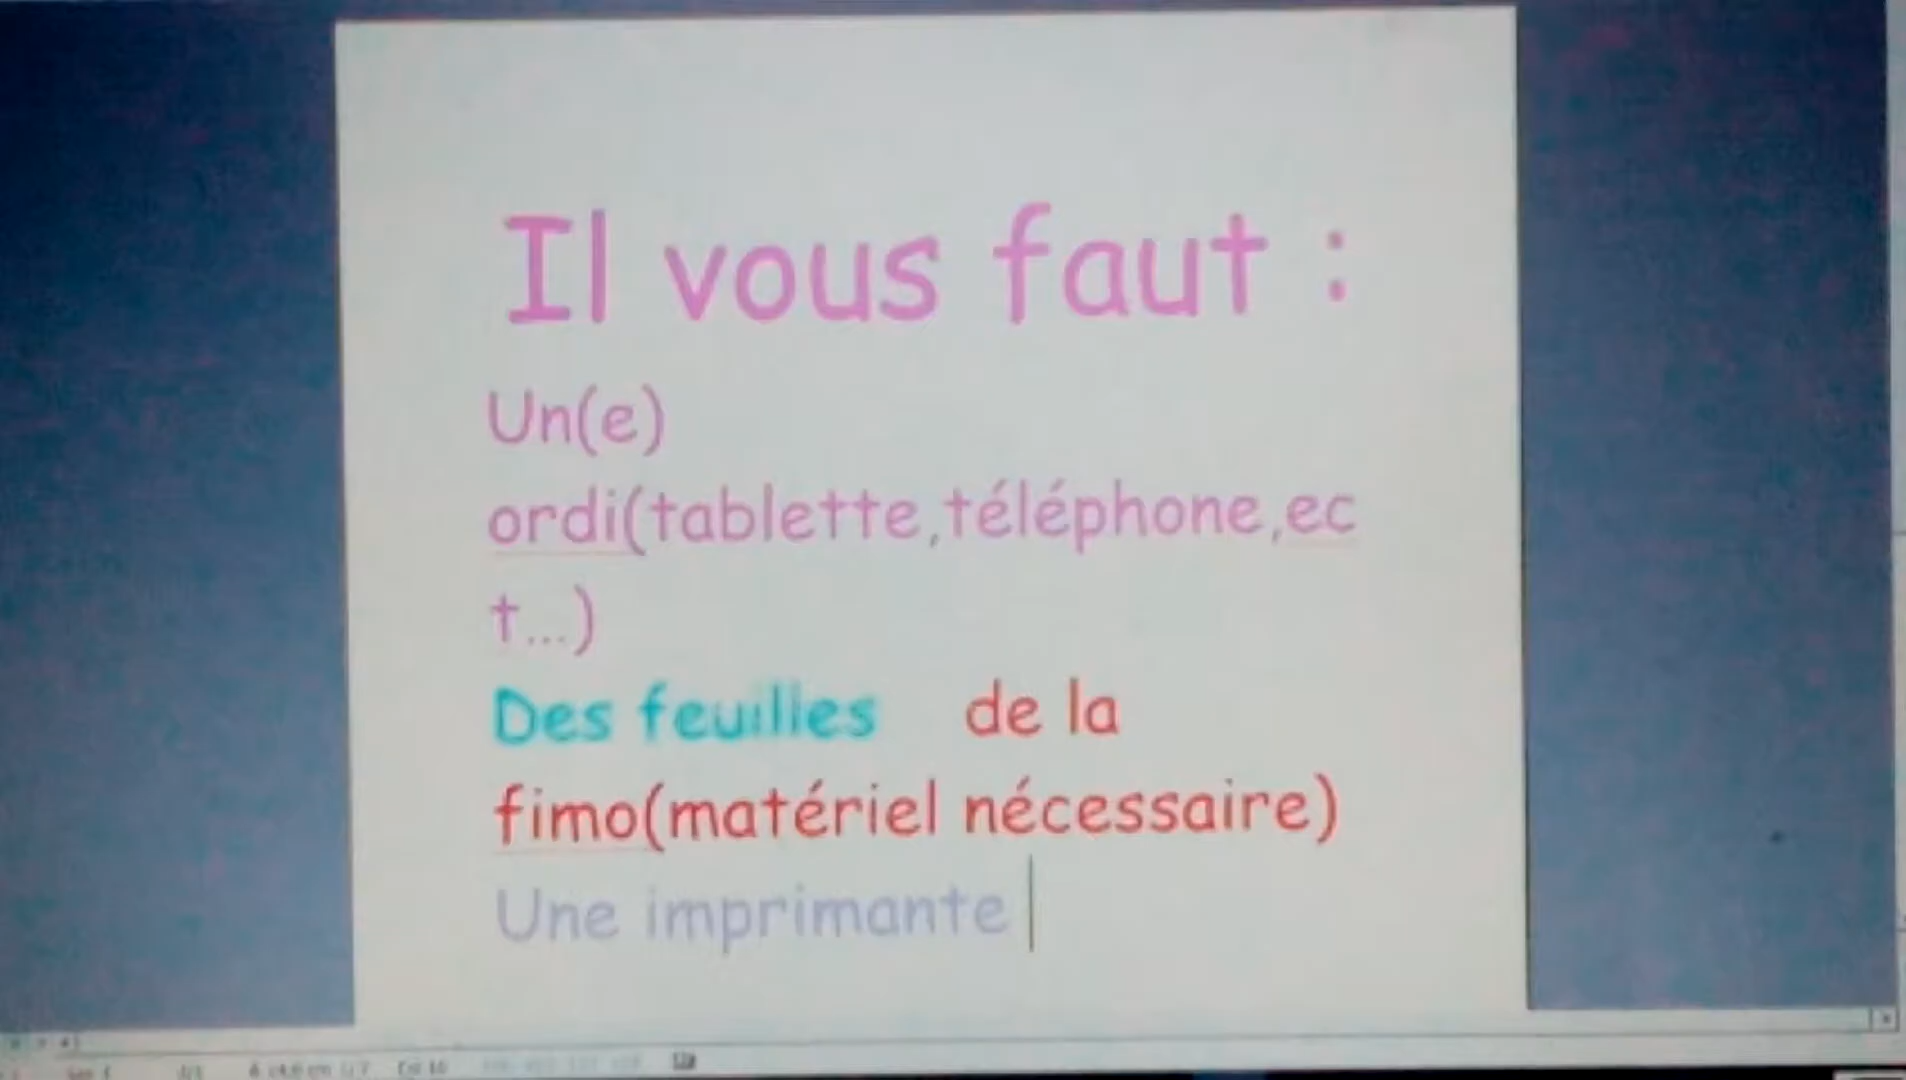 Il vous faut :
Un(e)
ordi(tablette,téléphone,ec
t...)
Des feuilles de la
fimo(matériel nécessaire)
Une imprimante